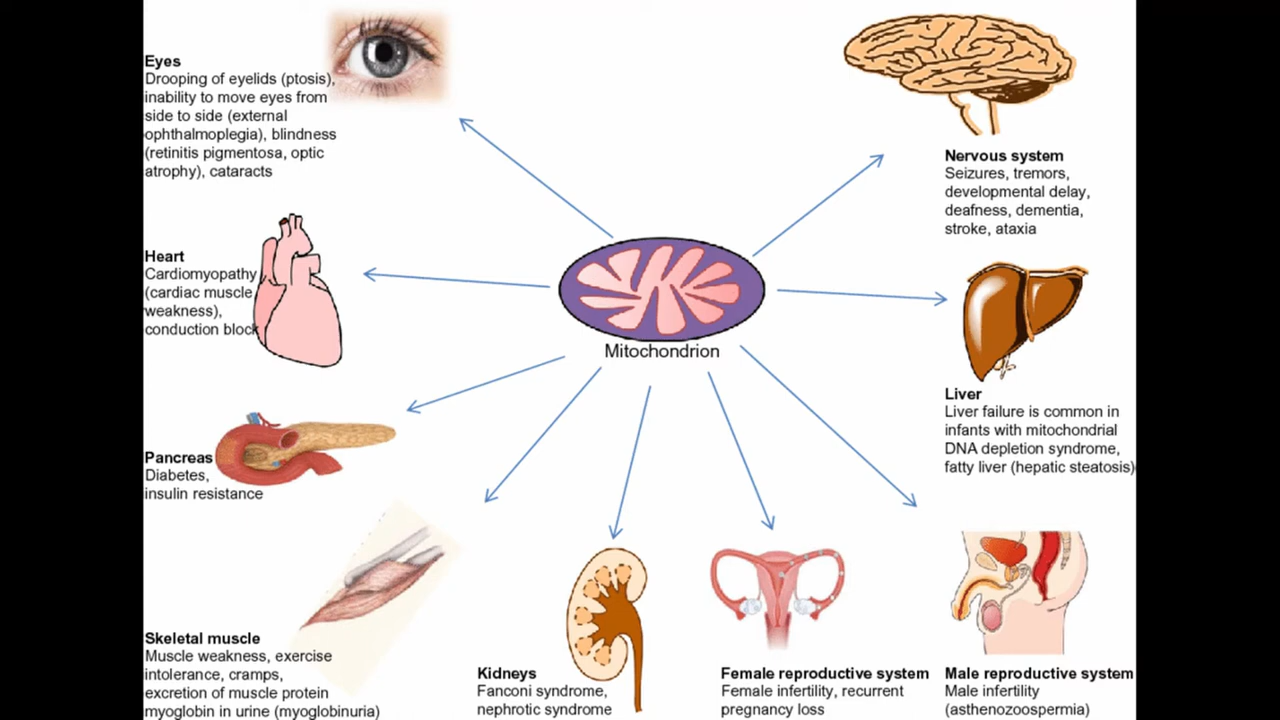 Eyes
Drooping of eyelids (ptosis),
inability to move eyes from
side to side (external
ophthalmoplegia), blindness
(retinitis pigmentosa, optic
atrophy), cataracts
Nervous system
Seizures, tremors,
developmental delay,
deafness, dementia,
stroke, ataxia
Heart
Cardiomyopathy
(cardiac muscle
weakness),
conduction block
Mitochondrion
Liver
Liver failure is common in
infants with mitochondrial
DNA depletion syndrome,
fatty liver (hepatic steatosis)
Pancreas
Diabetes,
insulin resistance
Skeletal muscle
Muscle weakness, exercise
intolerance, cramps,
excretion of muscle protein
myoglobin in urine (myoglobinuria)
Kidneys
Fanconi syndrome,
nephrotic syndrome
Female reproductive system
Female infertility, recurrent
pregnancy loss
Male reproductive system
Male infertility
(asthenozoospermia)